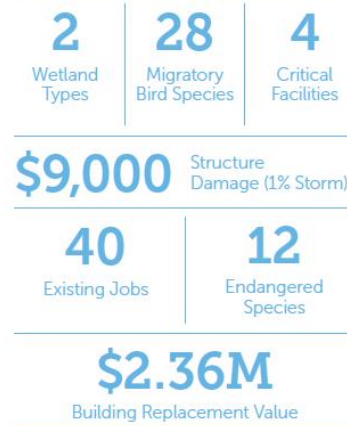 2 28 4
Wetland Migratory Critical
Types Bird Species Facilities
$9,000 Structure
Damage (1% Storm)
40 12
Existing Jobs Endangered
Species
$2.36M
Building Replacement Value